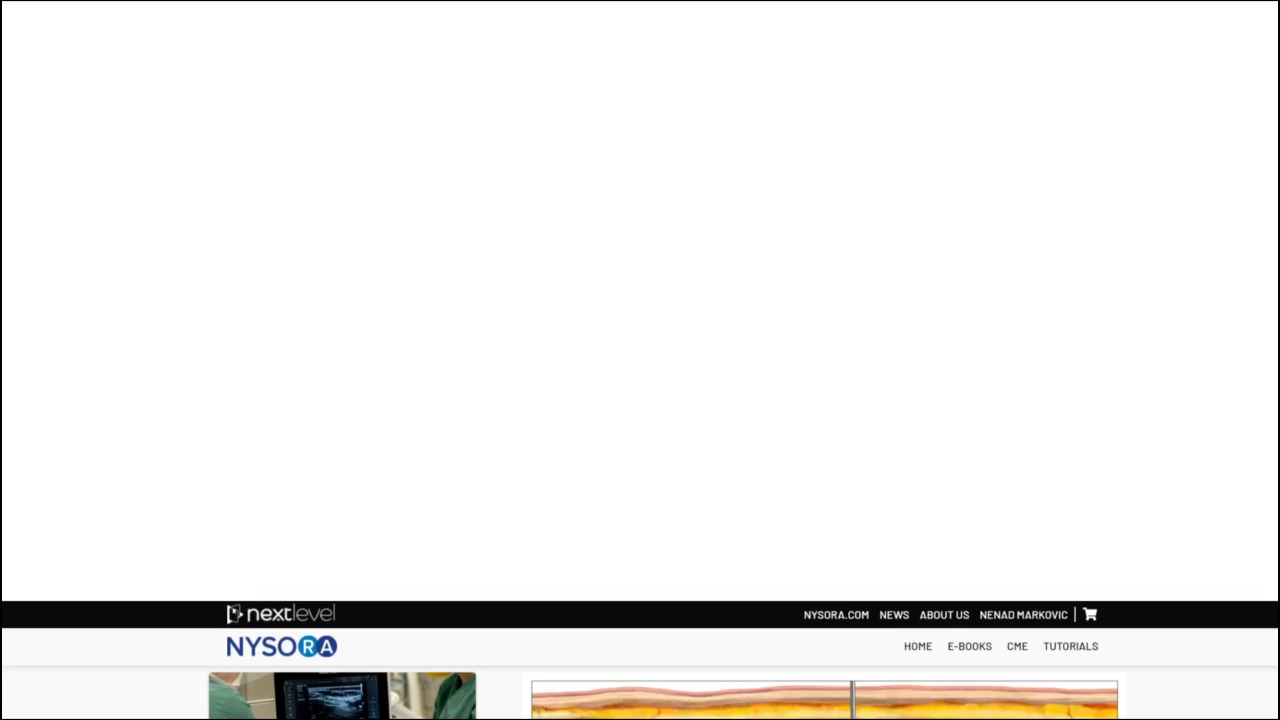 nextlevel
NYSORA.COM NEWS ABOUT US NENAD MARKOVIC
NYSORA
HOME E-BOOKS CME TUTORIALS